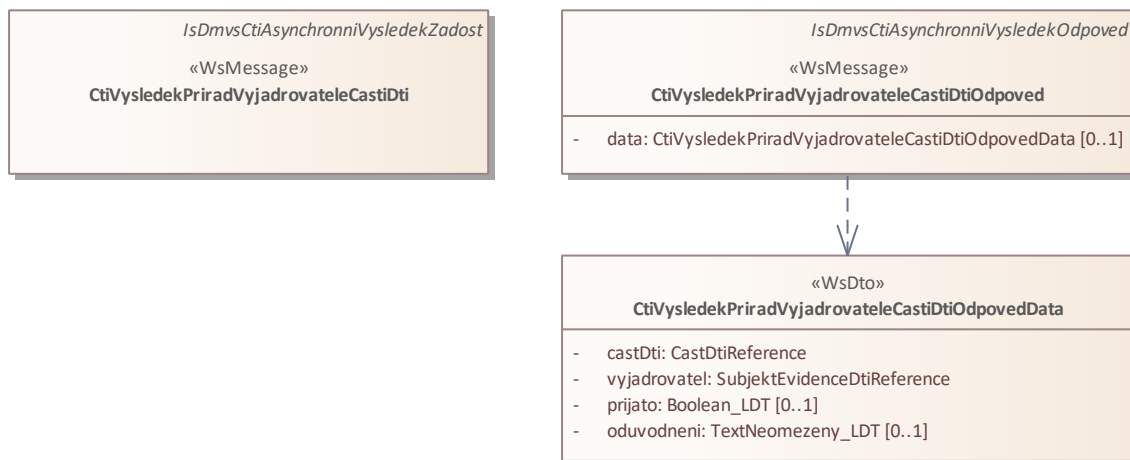 IsDmvsCtiAsynchronniVysledekZadost
«WsMessage»
CtiVysledekPriradVyjadrovateleCastiDti
IsDmvsCtiAsynchronniVysledekOdpoved
«WsMessage»
CtiVysledekPriradVyjadrovateleCastiDtiOdpoved
- data: CtiVysledekPriradVyjadrovateleCastiDtiOdpovedData [0..1]
«WsDto»
CtiVysledekPriradVyjadrovateleCastiDtiOdpovedData
- castDti: CastDtiReference
- vyjadrovatel: SubjektEvidenceDtiReference
- prijato: Boolean_LDT [0..1]
- oduvodneni: TextNeomezeny_LDT [0..1]